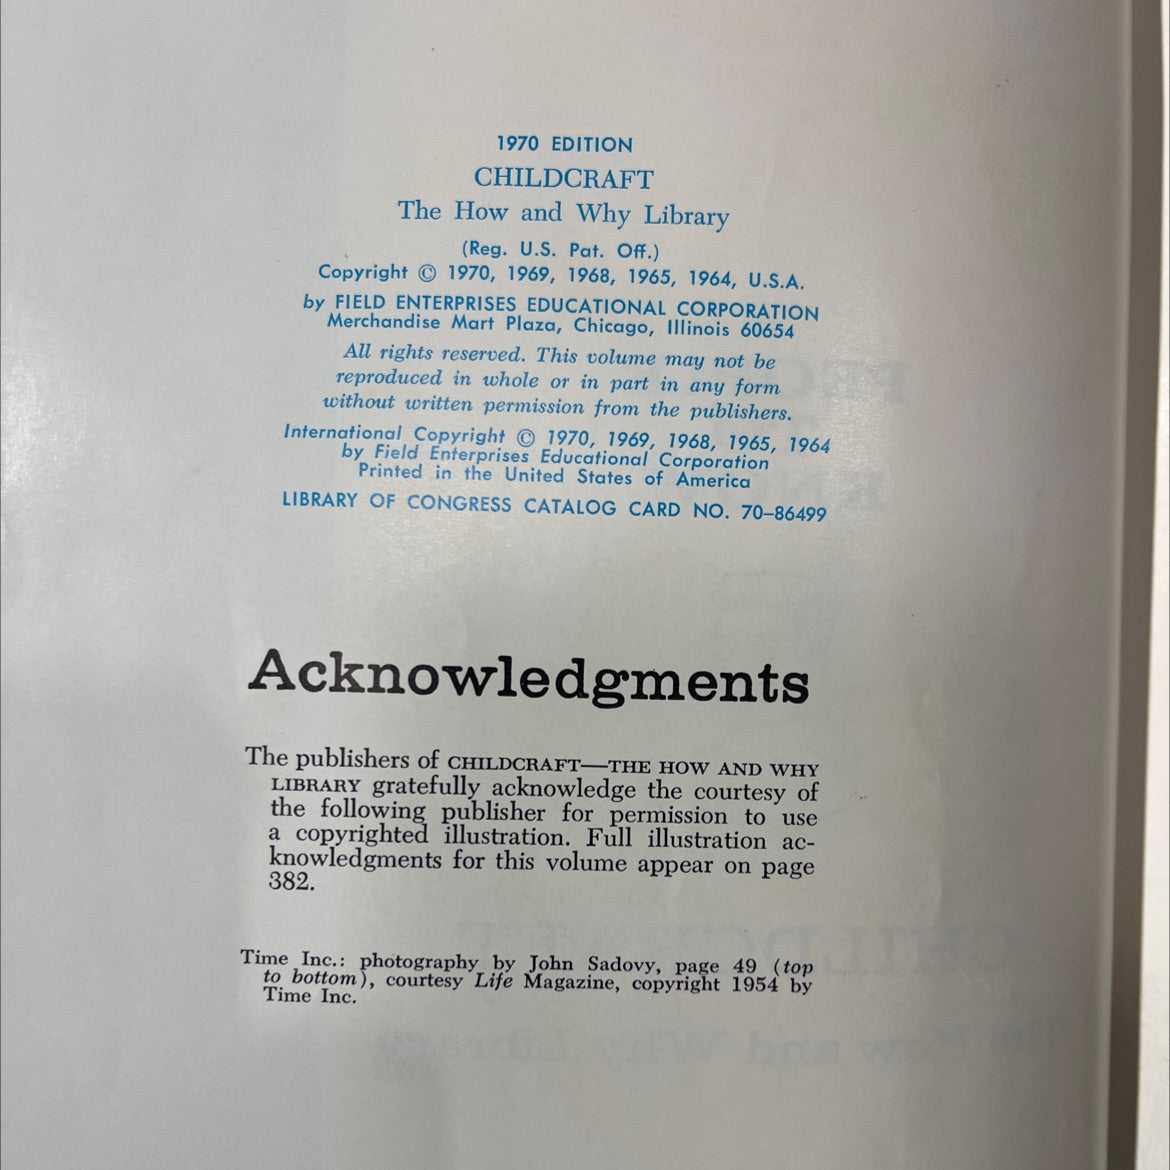 1970 EDITION
CHILDCRAFT
The How and Why Library
(Reg. U.S. Pat. Off.)
Copyright © 1970, 1969, 1968, 1965, 1964, U.S.A.
by FIELD ENTERPRISES EDUCATIONAL CORPORATION
Merchandise Mart Plaza, Chicago, Illinois 60654
All rights reserved. This volume may not be
reproduced in whole or in part in any form
without written permission from the publishers.
International Copyright © 1970, 1969, 1968, 1965, 1964
by Field Enterprises Educational Corporation
Printed in the United States of America
LIBRARY OF CONGRESS CATALOG CARD NO. 70–86499
Acknowledgments
The publishers of CHILDCRAFT—THE HOW AND WHY
LIBRARY gratefully acknowledge the courtesy of
the following publisher for permission to use
a copyrighted illustration. Full illustration ac-
knowledgments for this volume appear on page
382.
Time Inc.: photography by John Sadovy, page 49 (top
to bottom), courtesy Life Magazine, copyright 1954 by
Time Inc.